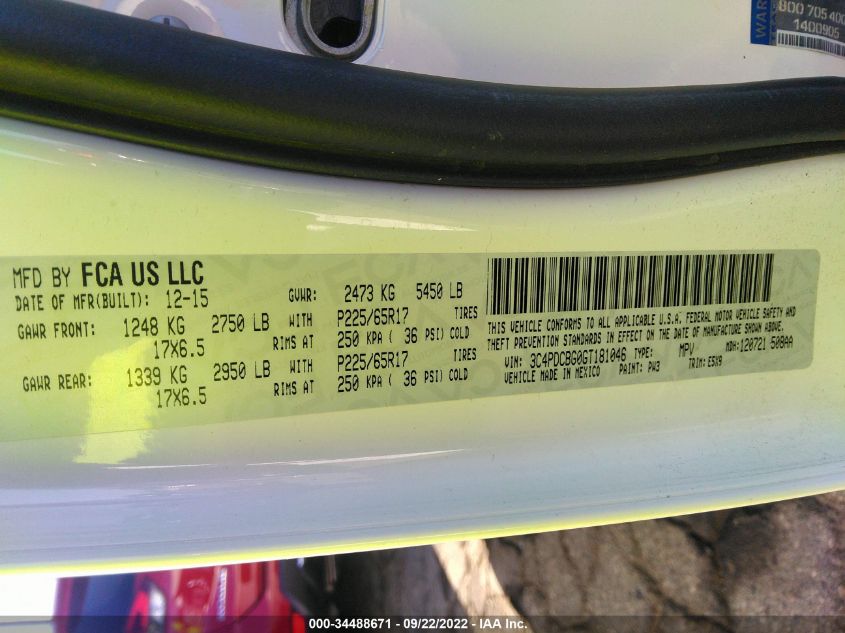 WAR
800 705 400
1400905
MFD BY FCA US LLC
DATE OF MFR(BUILT): 12-15 GVWR: 2473 KG 5450 LB
GAWR FRONT: 1248 KG 2750 LB WITH P225/65R17 TIRES
17X6.5 RIMS AT 250 KPA ( 36 PSI) COLD
GAWR REAR: 1339 KG 2950 LB WITH P225/65R17 TIRES
17X6.5 RIMS AT 250 KPA ( 36 PSI) COLD
THIS VEHICLE CONFORMS TO ALL APPLICABLE U.S.A. FEDERAL MOTOR VEHICLE SAFETY AND
THEFT PREVENTION STANDARDS IN EFFECT ON THE DATE OF MANUFACTURE SHOWN ABOVE.
VIN: 3C4PDCBG0GT181046 TYPE: MPV MDH: 120721 508AA
VEHICLE MADE IN MEXICO PAINT: PW3 TRIM: E5X9
000-34488671 / 09/22/2022 - IAA Inc.